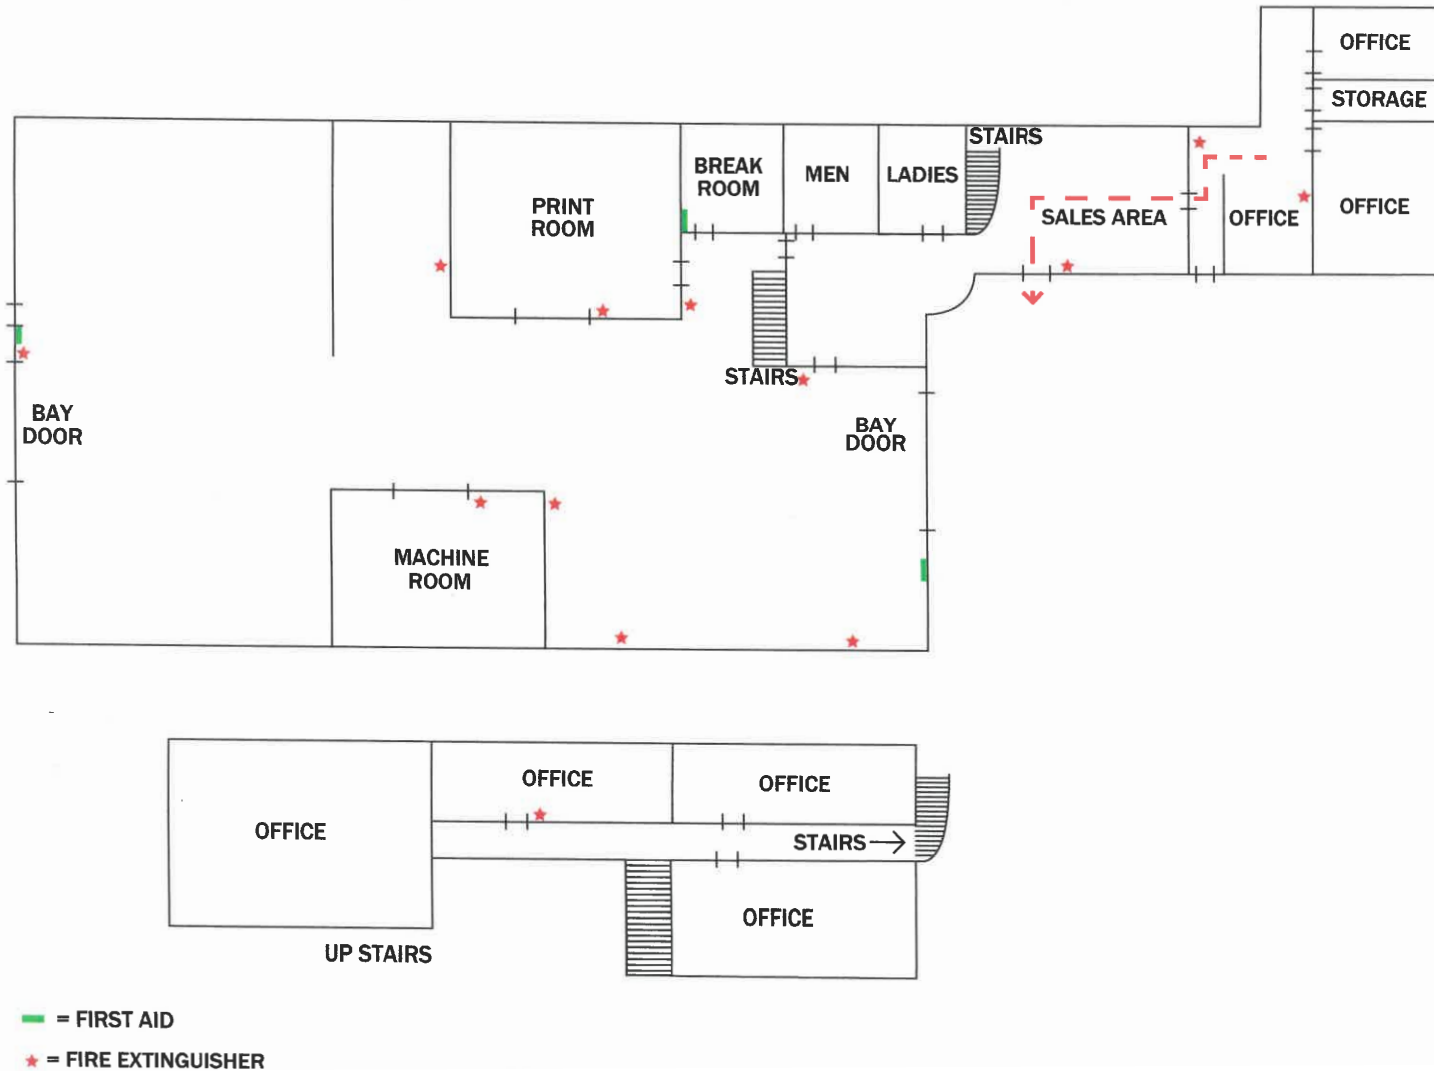 OFFICE
STORAGE
STAIRS
BREAK
ROOM
MEN
LADIES
PRINT
ROOM
SALES AREA
OFFICE
OFFICE
STAIRS
BAY
DOOR
BAY
DOOR
MACHINE
ROOM
OFFICE
OFFICE
OFFICE
STAIRS
OFFICE
UP STAIRS
= FIRST AID
= FIRE EXTINGUISHER